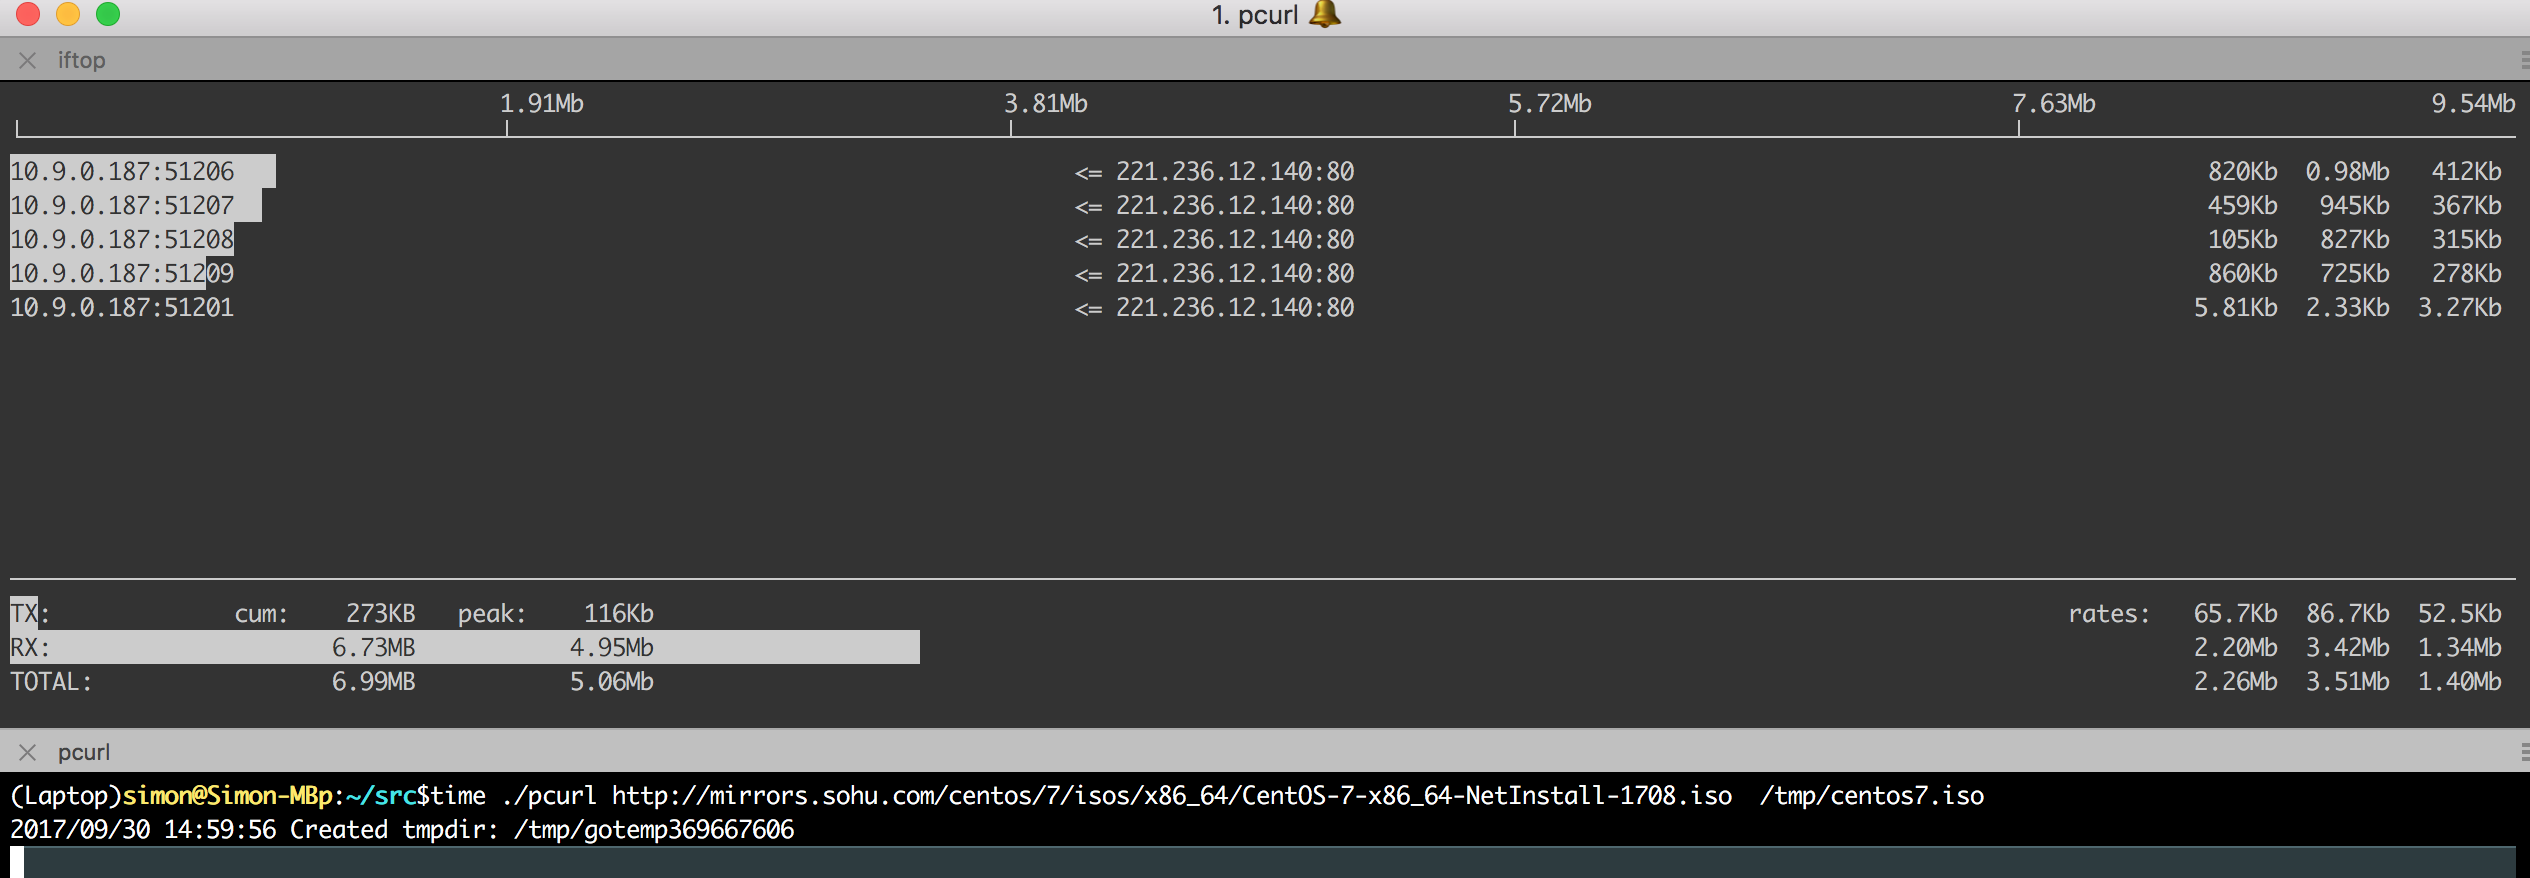 1. pcurl 🔔
iftop
1.91Mb 3.81Mb 5.72Mb 7.63Mb 9.54Mb
10.9.0.187:51206 <= 221.236.12.140:80 820Kb 0.98Mb 412Kb
10.9.0.187:51207 <= 221.236.12.140:80 459Kb 945Kb 367Kb
10.9.0.187:51208 <= 221.236.12.140:80 105Kb 827Kb 315Kb
10.9.0.187:51209 <= 221.236.12.140:80 860Kb 725Kb 278Kb
10.9.0.187:51201 <= 221.236.12.140:80 5.81Kb 2.33Kb 3.27Kb
TX: cum: 273KB peak: 116Kb rates: 65.7Kb 86.7Kb 52.5Kb
RX: 6.73MB 4.95Mb 2.20Mb 3.42Mb 1.34Mb
TOTAL: 6.99MB 5.06Mb 2.26Mb 3.51Mb 1.40Mb
pcurl
(Laptop)simon@Simon-MBp:~/src$time ./pcurl http://mirrors.sohu.com/centos/7/isos/x86_64/CentOS-7-x86_64-NetInstall-1708.iso /tmp/centos7.iso
2017/09/30 14:59:56 Created tmpdir: /tmp/gotemp369667606